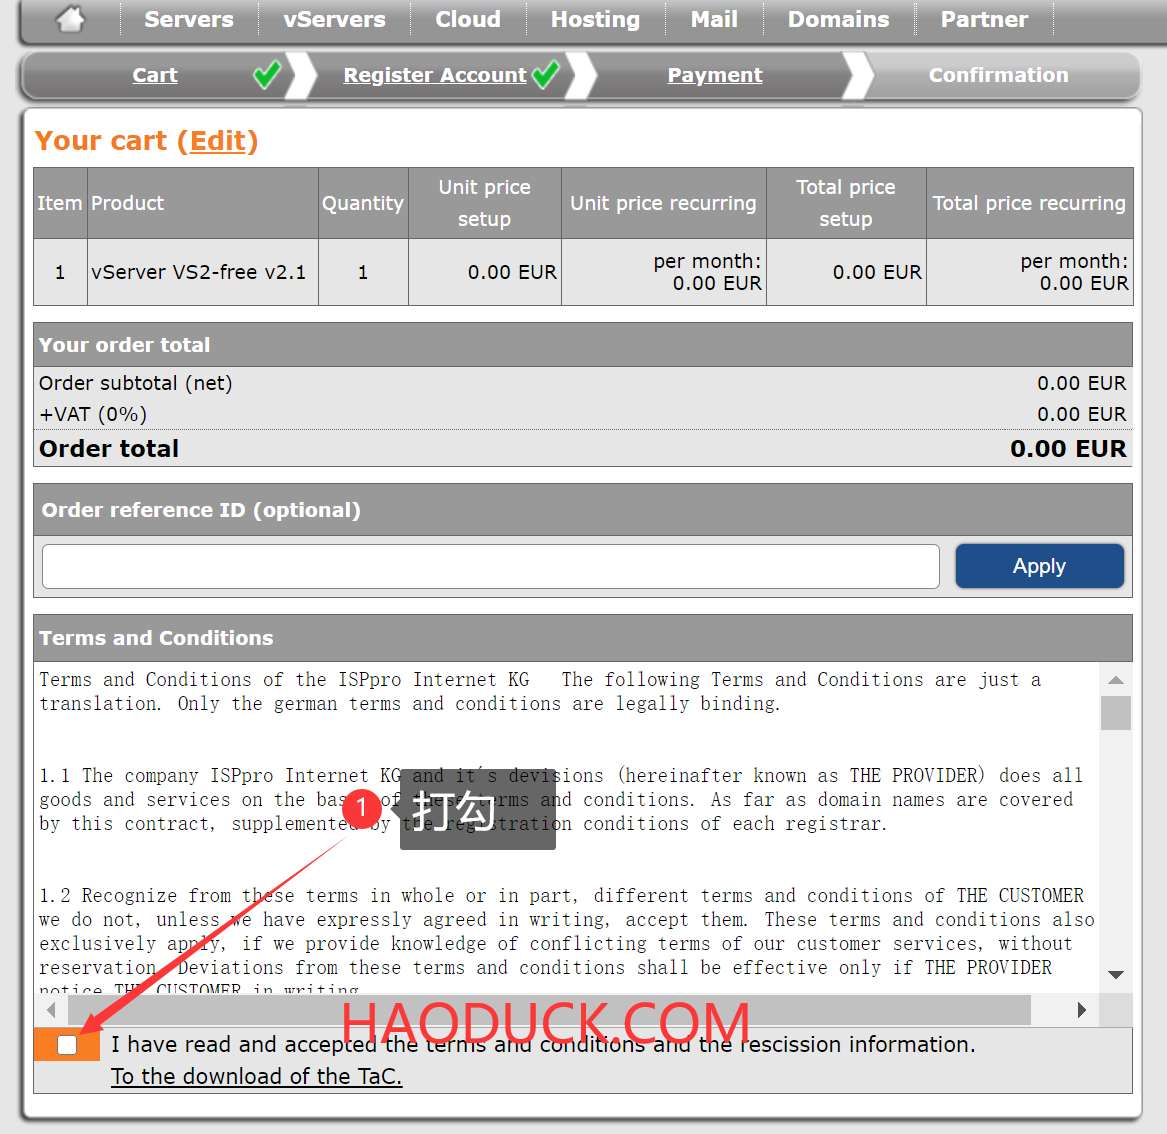 Servers vServers Cloud Hosting Mail Domains Partner
Cart Register Account Payment Confirmation
Your cart (Edit)
Item Product Quantity Unit price setup Unit price recurring Total price setup Total price recurring
1 vServer VS2-free v2.1 1 0.00 EUR per month: 0.00 EUR 0.00 EUR per month: 0.00 EUR
Your order total
Order subtotal (net) 0.00 EUR
+VAT (0%) 0.00 EUR
Order total 0.00 EUR
Order reference ID (optional)
Apply
Terms and Conditions
Terms and Conditions of the ISPpro Internet KG The following Terms and Conditions are just a
translation. Only the german terms and conditions are legally binding.
1.1 The company ISPpro Internet KG and it´s devisions (hereinafter known as THE PROVIDER) does all
goods and services on the basis of these terms and conditions. As far as domain names are covered
by this contract, supplemented by the registration conditions of each registrar.
1 打勾
1.2 Recognize from these terms in whole or in part, different terms and conditions of THE CUSTOMER
we do not, unless we have expressly agreed in writing, accept them. These terms and conditions also
exclusively apply, if we provide knowledge of conflicting terms of our customer services, without
reservation. Deviations from these terms and conditions shall be effective only if THE PROVIDER
notice THE CUSTOMER in writing.
HAODUCK.COM
I have read and accepted the terms and conditions and the rescission information.
To the download of the TaC.